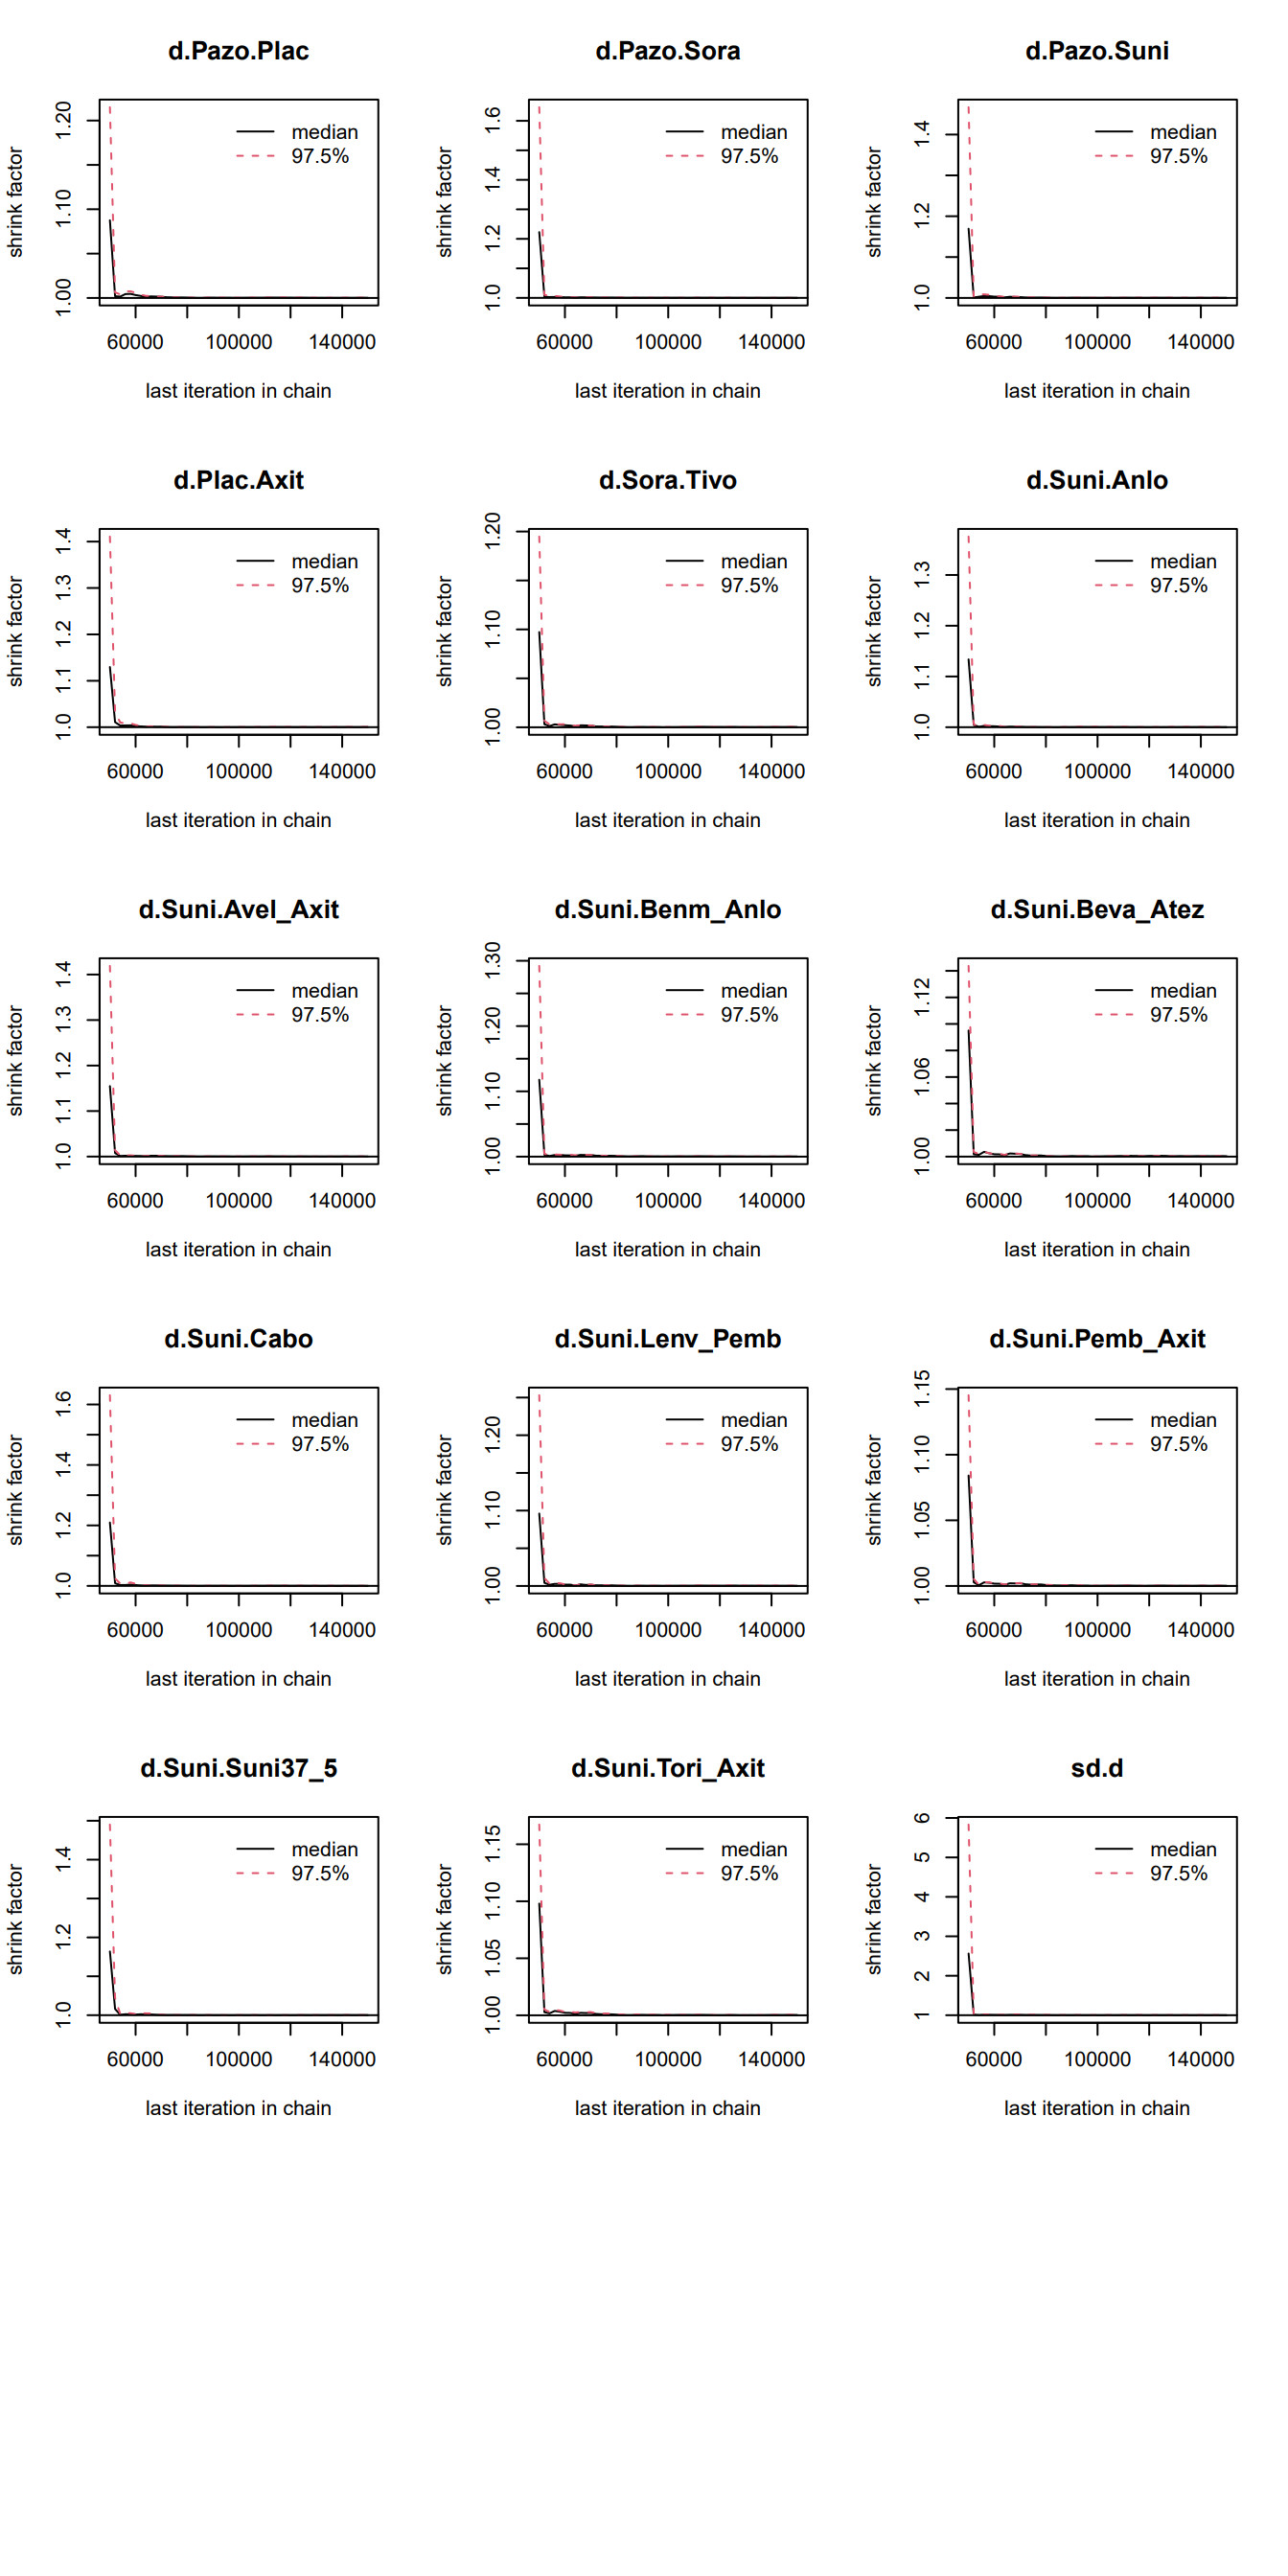 d.Pazo.Plac
shrink factor
1.00 1.10 1.20
median
97.5%
60000 100000 140000
last iteration in chain
d.Pazo.Sora
shrink factor
1.0 1.2 1.4 1.6
median
97.5%
60000 100000 140000
last iteration in chain
d.Pazo.Suni
shrink factor
1.0 1.2 1.4
median
97.5%
60000 100000 140000
last iteration in chain
d.Plac.Axit
shrink factor
1.0 1.1 1.2 1.3 1.4
median
97.5%
60000 100000 140000
last iteration in chain
d.Sora.Tivo
shrink factor
1.00 1.10 1.20
median
97.5%
60000 100000 140000
last iteration in chain
d.Suni.Anlo
shrink factor
1.0 1.1 1.2 1.3
median
97.5%
60000 100000 140000
last iteration in chain
d.Suni.Avel_Axit
shrink factor
1.0 1.1 1.2 1.3 1.4
median
97.5%
60000 100000 140000
last iteration in chain
d.Suni.Benm_Anlo
shrink factor
1.00 1.10 1.20 1.30
median
97.5%
60000 100000 140000
last iteration in chain
d.Suni.Beva_Atez
shrink factor
1.00 1.06 1.12
median
97.5%
60000 100000 140000
last iteration in chain
d.Suni.Cabo
shrink factor
1.0 1.2 1.4 1.6
median
97.5%
60000 100000 140000
last iteration in chain
d.Suni.Lenv_Pemb
shrink factor
1.00 1.10 1.20
median
97.5%
60000 100000 140000
last iteration in chain
d.Suni.Pemb_Axit
shrink factor
1.00 1.05 1.10 1.15
median
97.5%
60000 100000 140000
last iteration in chain
d.Suni.Suni37_5
shrink factor
1.0 1.2 1.4
median
97.5%
60000 100000 140000
last iteration in chain
d.Suni.Tori_Axit
shrink factor
1.00 1.05 1.10 1.15
median
97.5%
60000 100000 140000
last iteration in chain
sd.d
shrink factor
1 2 3 4 5 6
median
97.5%
60000 100000 140000
last iteration in chain